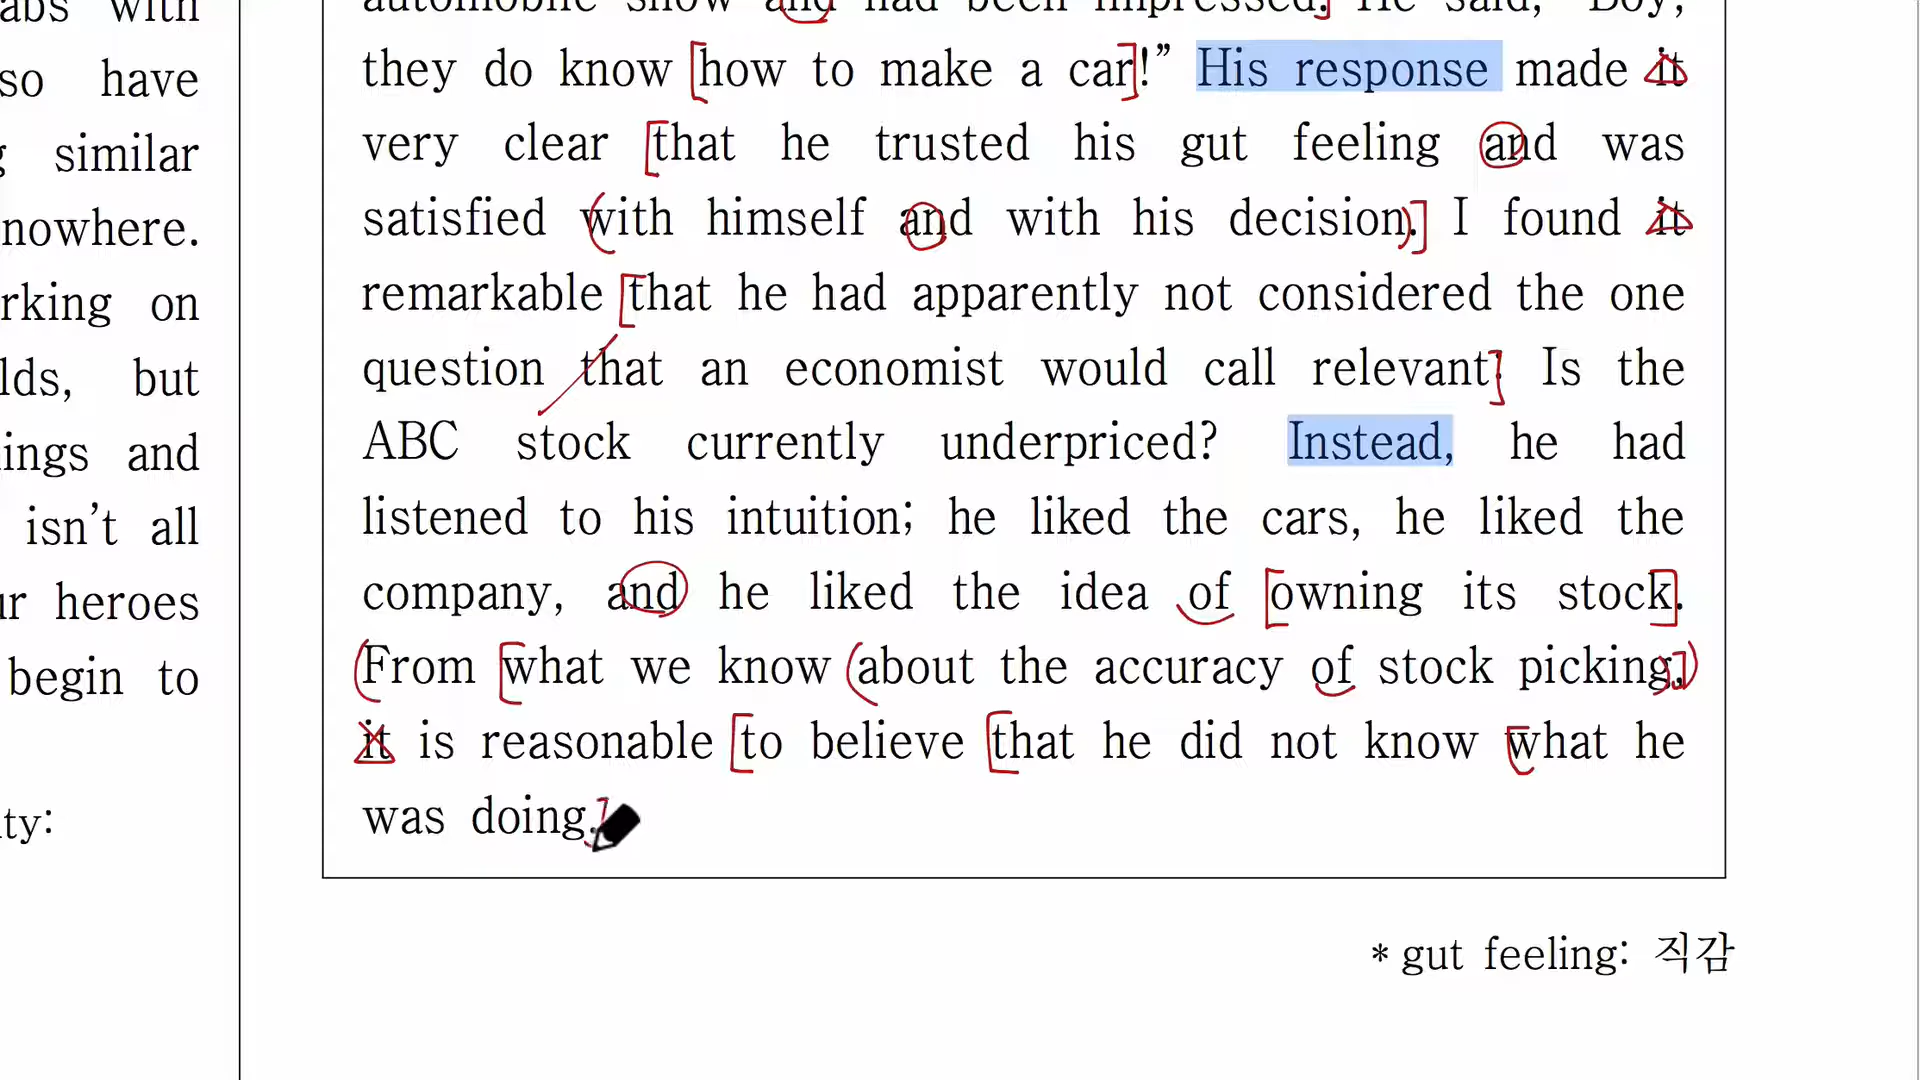 abs with
so have
g similar
nowhere.
rking on
lds, but
ings and
isn't all
ur heroes
begin to
ty:
automobile show and had been impressed. He said, "Boy,
they do know how to make a car!" His response made it
very clear that he trusted his gut feeling and was
satisfied with himself and with his decision. I found it
remarkable that he had apparently not considered the one
question that an economist would call relevant: Is the
ABC stock currently underpriced? Instead, he had
listened to his intuition; he liked the cars, he liked the
company, and he liked the idea of owning its stock.
From what we know about the accuracy of stock picking,
it is reasonable to believe that he did not know what he
was doing.
* gut feeling: 직감